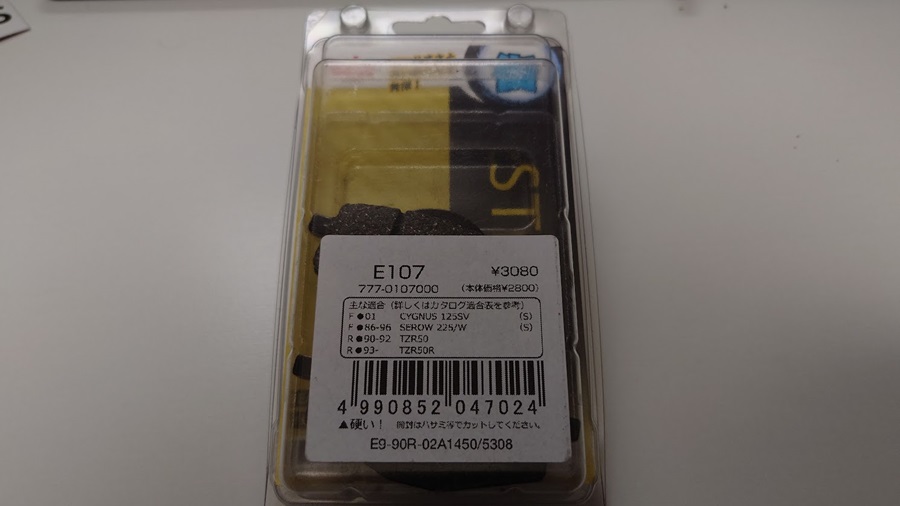 ST
E107 ¥3080
777-0107000 (本体価格¥2800)
主な適合 (詳しくはカタログ適合表を参考)
F●01 CYGNUS 125SV (S)
F●86-96 SEROW 225/W (S)
R●90-92 TZR50
R●93- TZR50R
4 990852 047024
▲硬い! 開封はハサミ等でカットしてください。
E9-90R-02A1450/5308